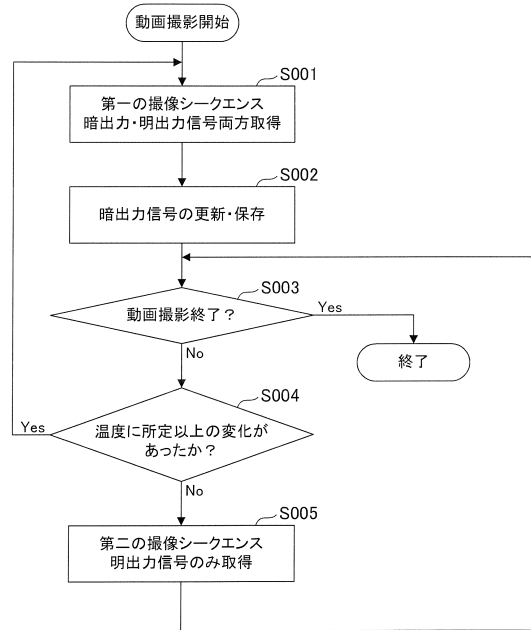 動画撮影開始
S001
第一の撮像シークエンス
暗出力・明出力信号両方取得
S002
暗出力信号の更新・保存
S003
動画撮影終了？
Yes
終了
No
S004
温度に所定以上の変化が
あったか？
Yes
No
S005
第二の撮像シークエンス
明出力信号のみ取得